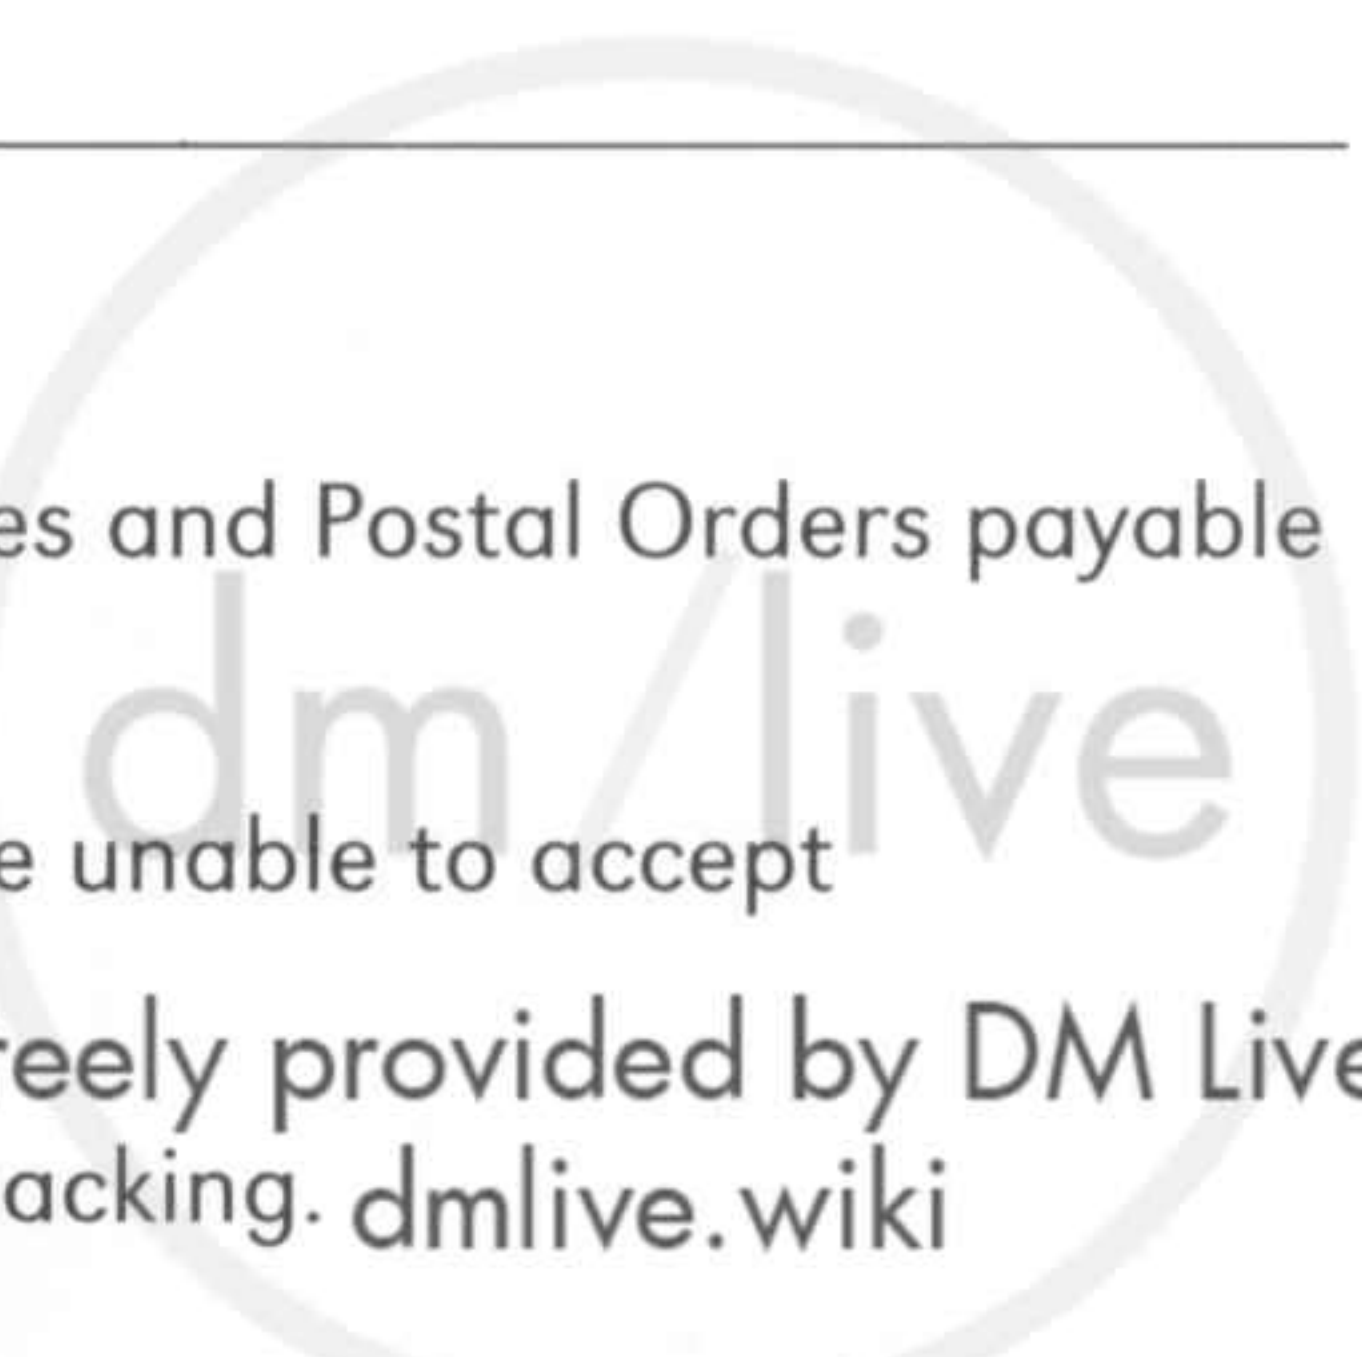 es and Postal Orders payable
dm/live
e unable to accept
reely provided by DM Live
acking. dmlive.wiki